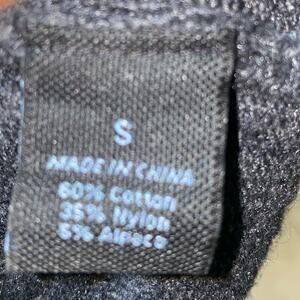 S
MADE IN CHINA
60% Cotton
35% Nylon
5% Alpaca